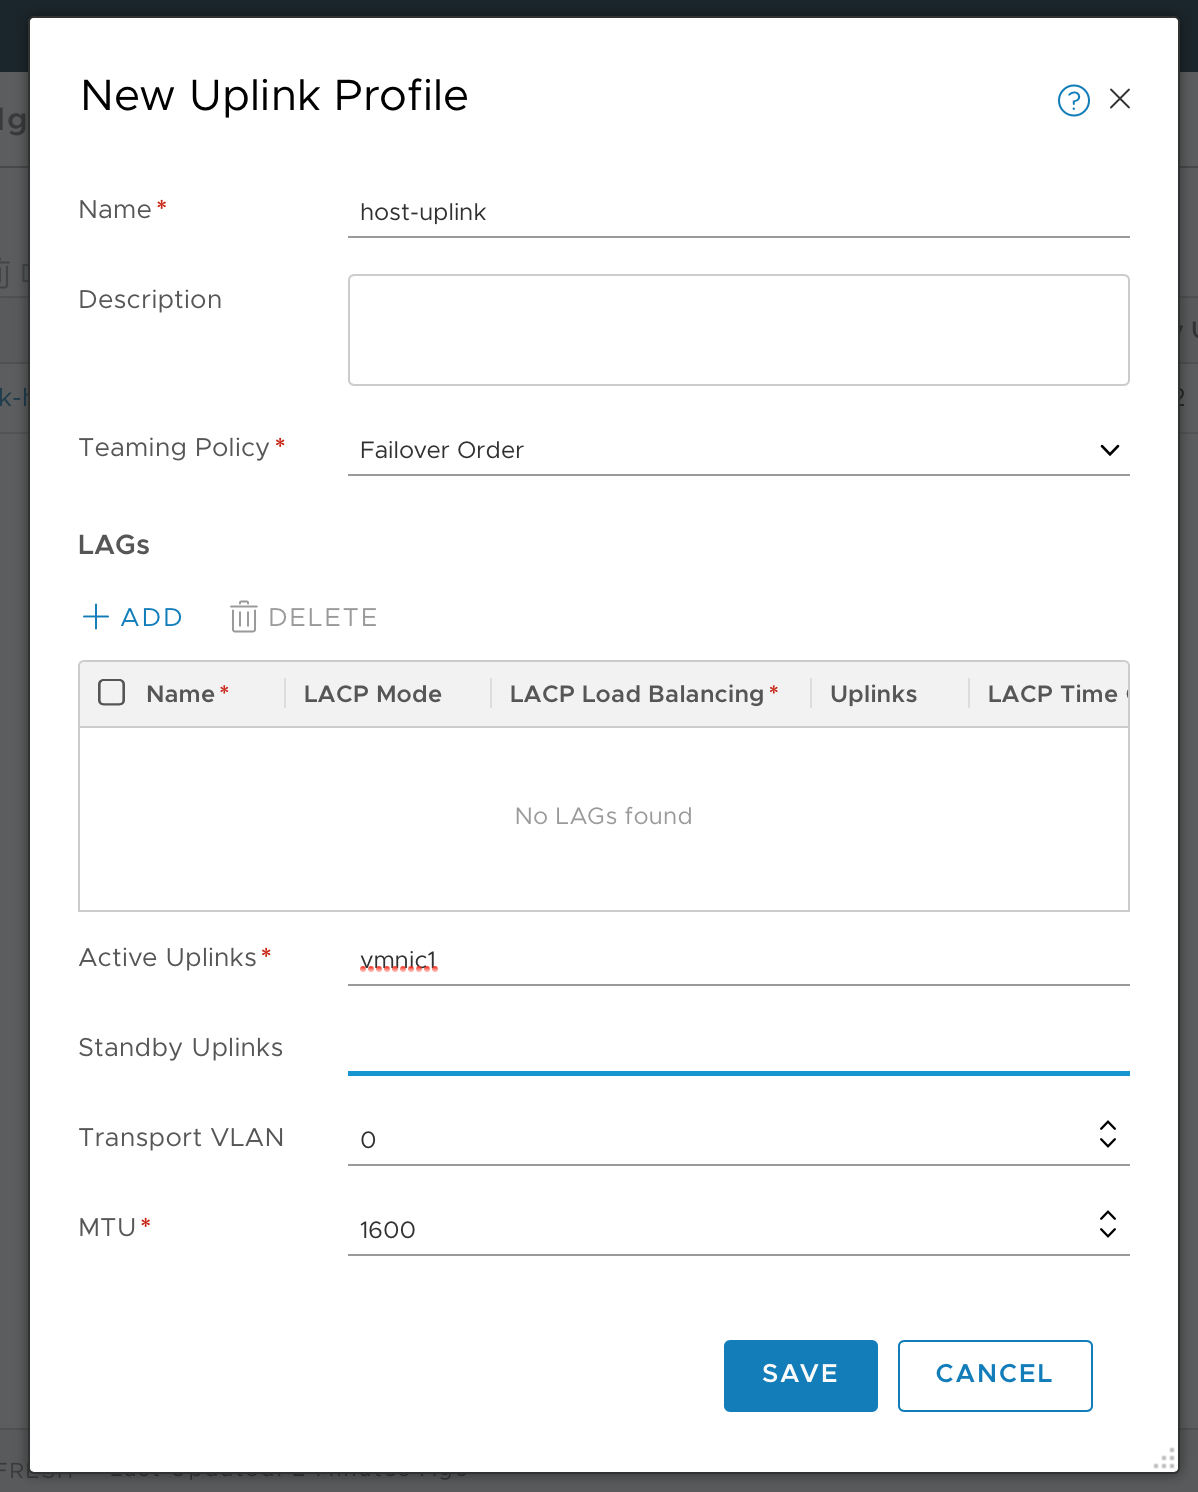 New Uplink Profile
?
Name*
host-uplink
Description
Teaming Policy*
Failover Order
LAGs
ADD
DELETE
Name*
LACP Mode
LACP Load Balancing*
Uplinks
LACP Time
No LAGs found
Active Uplinks*
vmnic1
Standby Uplinks
Transport VLAN
0
MTU*
1600
SAVE
CANCEL